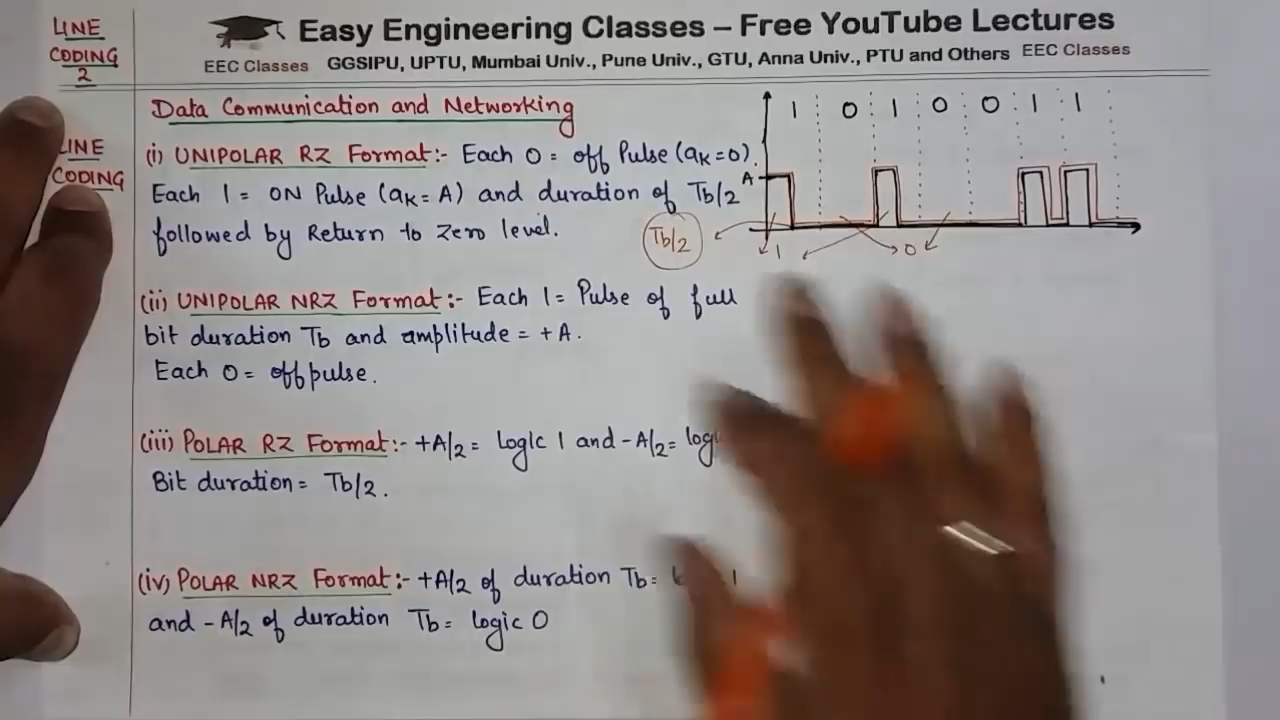 LINE
CODING
2
Easy Engineering Classes – Free YouTube Lectures
EEC Classes GGSIPU, UPTU, Mumbai Univ., Pune Univ., GTU, Anna Univ., PTU and Others EEC Classes
Data Communication and Networking
1 0 1 0 0 1 1
LINE
CODING
(i) UNIPOLAR RZ Format:- Each 0 = off Pulse (aK=0).
Each 1 = ON Pulse (aK= A) and duration of Tb/2
A
followed by Return to Zero level.
Tb/2
1
0
(ii) UNIPOLAR NRZ Format:- Each 1= Pulse of full
bit duration Tb and amplitude = +A.
Each 0 = off pulse.
(iii) POLAR RZ Format:- +A/2 = logic 1 and -A/2=
Bit duration = Tb/2.
(iv) POLAR NRZ Format:- +A/2 of duration Tb= 1
and -A/2 of duration Tb= logic 0